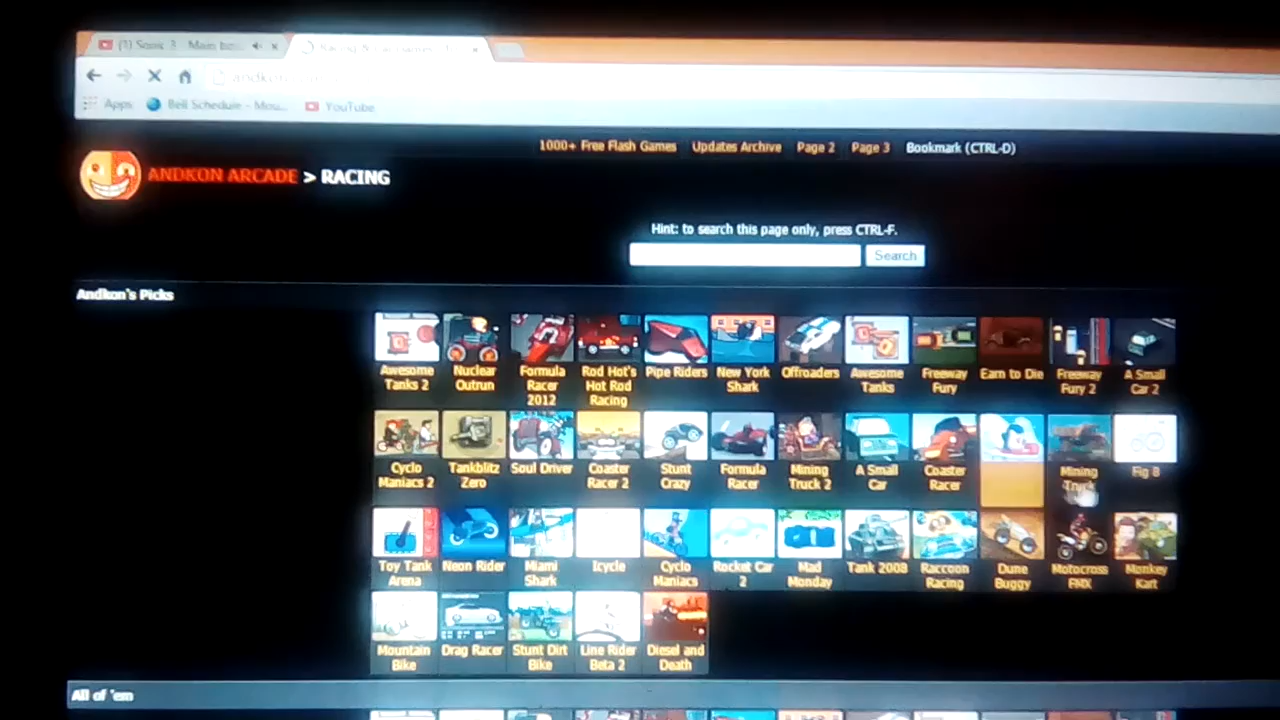 (1) Sonic 3 Main
Apps Bell Schedule - Mou... YouTube
1000+ Free Flash Games Updates Archive Page 2 Page 3 Bookmark (CTRL-D)
ANDKON ARCADE > RACING
Hint: to search this page only, press CTRL-F.
Search
Andkon's Picks
Awesome Tanks 2
Nuclear Outrun
Formula Racer 2012
Rod Hot's Hot Rod Racing
Pipe Riders
New York Shark
Offroaders
Awesome Tanks
Freeway Fury
Earn to Die
Freeway Fury 2
A Small Car 2
Cyclo Maniacs 2
Tankblitz Zero
Soul Driver
Coaster Racer 2
Stunt Crazy
Formula Racer
Mining Truck 2
A Small Car
Coaster Racer
Mining Truck
Fig 8
Toy Tank Arena
Neon Rider
Miami Shark
Icycle
Cyclo Maniacs
Rocket Car 2
Mad Monday
Tank 2008
Raccoon Racing
Dune Buggy
Motocross FMX
Monkey Kart
Mountain Bike
Drag Racer
Stunt Dirt Bike
Line Rider Beta 2
Diesel and Death
All of 'em